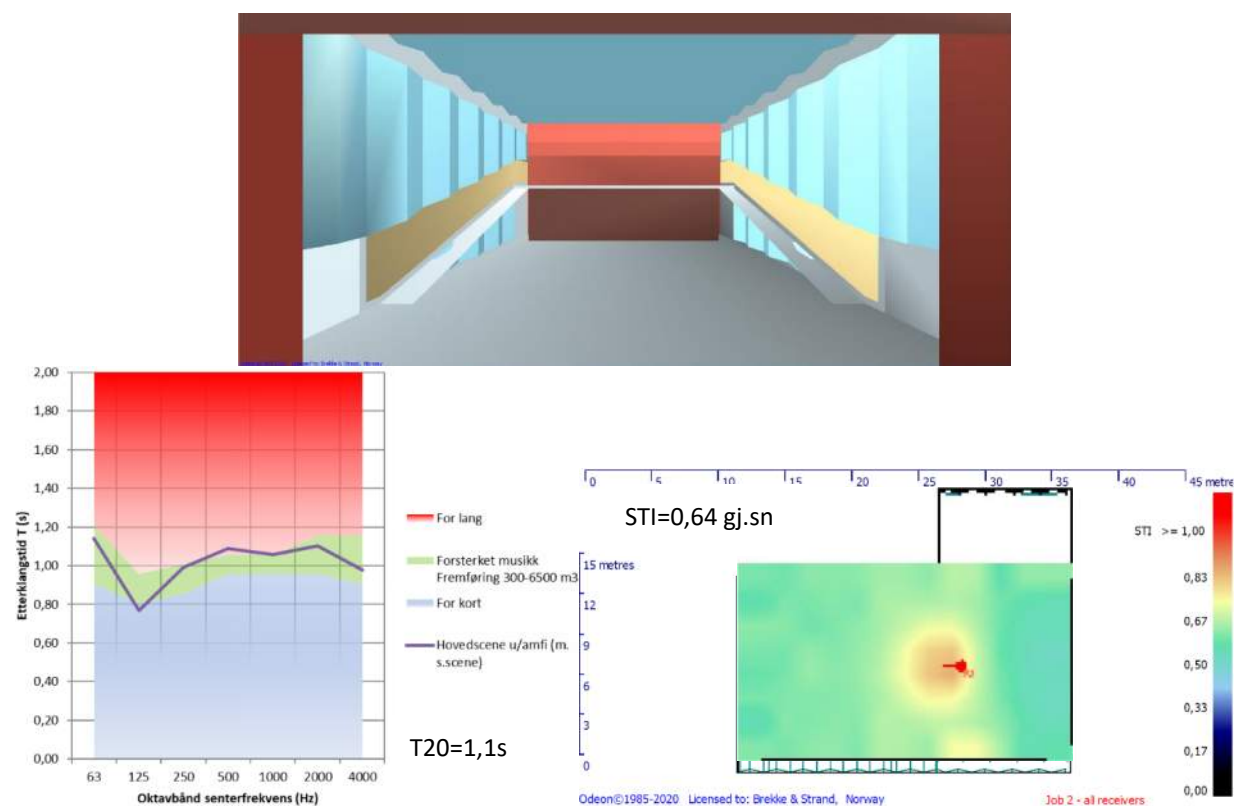 2,00
1,80
1,60
1,40
1,20
1,00
0,80
0,60
0,40
0,20
0,00
Etterklangstid T (s)
63 125 250 500 1000 2000 4000
Oktavbånd senterfrekvens (Hz)
For lang
Forsterket musikk
Fremføring 300-6500 m3
For kort
Hovedscene u/amfi (m.
s.scene)
T20=1,1s
0 5 10 15 20 25 30 35 40 45 metre
STI=0,64 gj.sn
15 metres
12
9
6
3
0
STI >= 1,00
0,83
0,67
0,50
0,33
0,17
0,00
Odeon©1985-2020 Licensed to: Brekke & Strand, Norway
Job 2 - all receivers